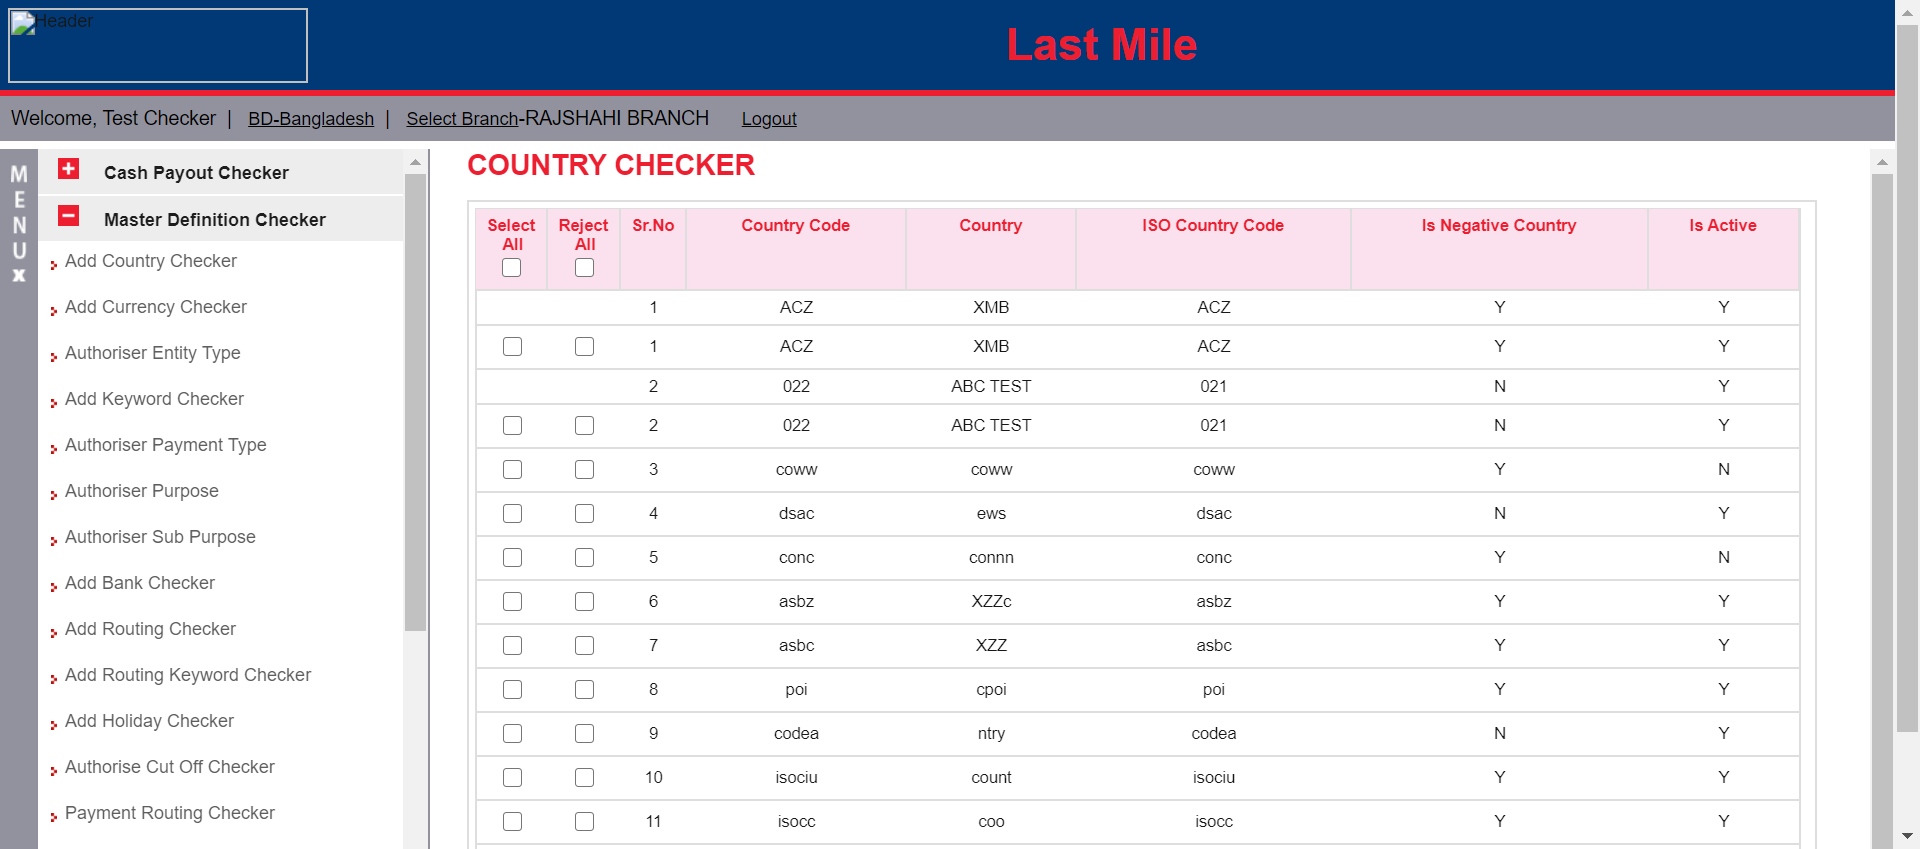 Header
Last Mile
Welcome, Test Checker | BD-Bangladesh | Select Branch-RAJSHAHI BRANCH Logout
MENU
x
Cash Payout Checker
Master Definition Checker
Add Country Checker
Add Currency Checker
Authoriser Entity Type
Add Keyword Checker
Authoriser Payment Type
Authoriser Purpose
Authoriser Sub Purpose
Add Bank Checker
Add Routing Checker
Add Routing Keyword Checker
Add Holiday Checker
Authorise Cut Off Checker
Payment Routing Checker
COUNTRY CHECKER
Select All Reject All Sr.No Country Code Country ISO Country Code Is Negative Country Is Active
1 ACZ XMB ACZ Y Y
1 ACZ XMB ACZ Y Y
2 022 ABC TEST 021 N Y
2 022 ABC TEST 021 N Y
3 coww coww coww Y N
4 dsac ews dsac N Y
5 conc connn conc Y N
6 asbz XZZc asbz Y Y
7 asbc XZZ asbc Y Y
8 poi cpoi poi Y Y
9 codea ntry codea N Y
10 isociu count isociu Y Y
11 isocc coo isocc Y Y